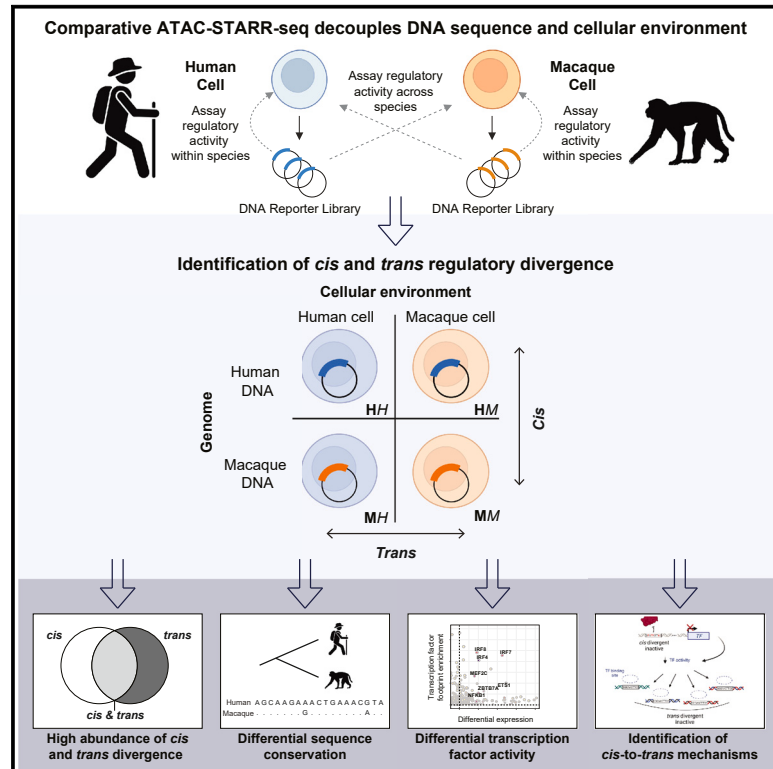 Comparative ATAC-STARR-seq decouples DNA sequence and cellular environment
Human
Cell
Assay regulatory
activity across
species
Macaque
Cell
Assay
regulatory
activity
within species
Assay
regulatory
activity
within species
DNA Reporter Library
DNA Reporter Library
Identification of cis and trans regulatory divergence
Cellular environment
Human cell
Macaque cell
Genome
Human
DNA
HH
HM
Cis
Macaque
DNA
MH
MM
Trans
cis
trans
cis & trans
High abundance of cis
and trans divergence
Human A G C A A G A A A C T G A A A C G T A
Macaque . . . . . . . G . . . . . . . . A . .
Differential sequence
conservation
Transcription factor
footprint enrichment
IRF8
IRF4
IRF7
MEF2C
ZBTB7A
ETS1
NFKB1
Differential expression
Differential transcription
factor activity
TF
cis divergent
inactive
TF activity
TF binding
site
trans divergent
inactive
Identification of
cis-to-trans mechanisms